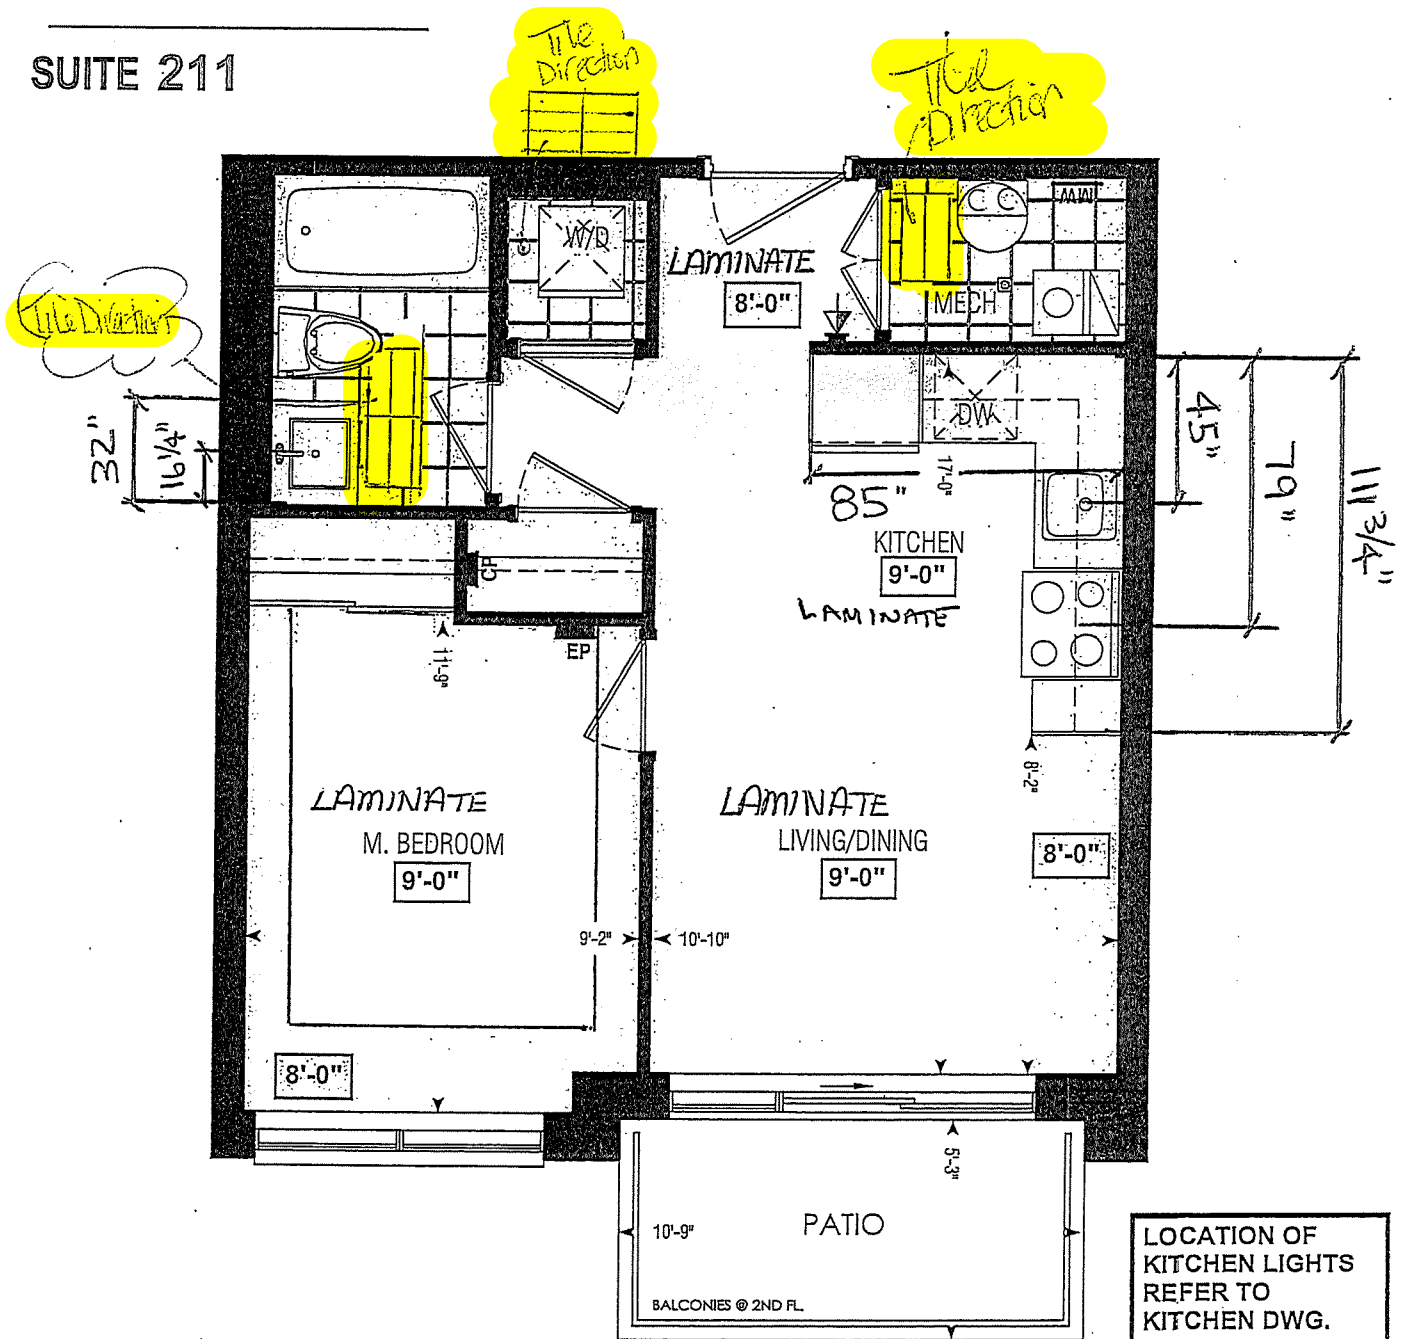 SUITE 211
Tile
Direction
Tile
Direction
Tile Direction
W/D
LAMINATE
8'-0"
CC
MW
MECH
DW
32"
16 1/4"
45"
79"
111 3/4"
85"
17'-0"
KITCHEN
9'-0"
LAMINATE
CP
EP
11'-9"
8'-2"
LAMINATE
M. BEDROOM
9'-0"
LAMINATE
LIVING/DINING
9'-0"
8'-0"
9'-2"
10'-10"
8'-0"
5'-3"
10'-9"
PATIO
BALCONIES @ 2ND FL.
LOCATION OF
KITCHEN LIGHTS
REFER TO
KITCHEN DWG.